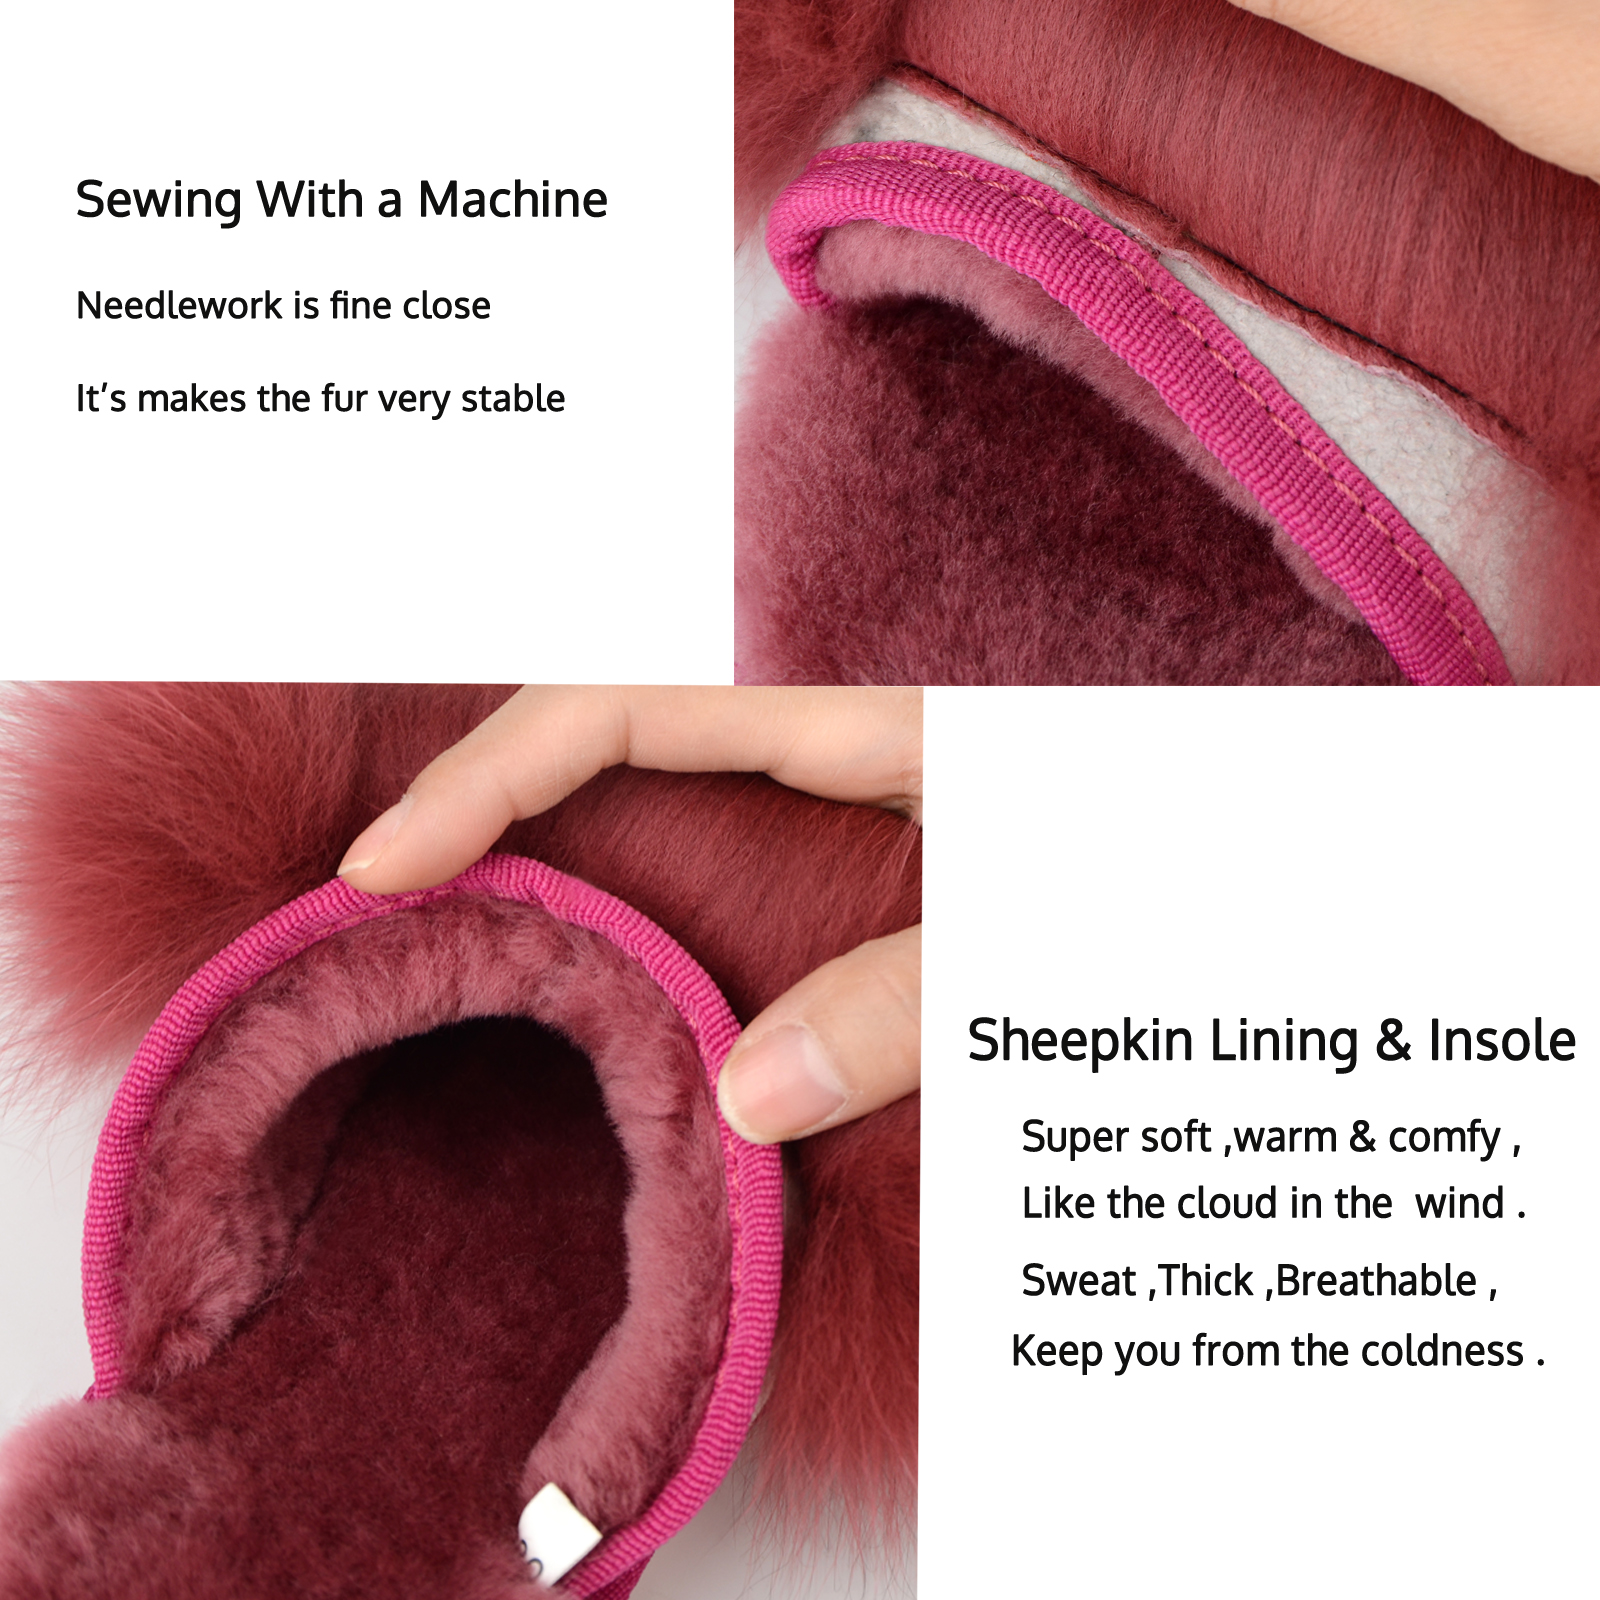 Sewing With a Machine
Needlework is fine close
It's makes the fur very stable
Sheepkin Lining & Insole
Super soft ,warm & comfy ,
Like the cloud in the wind .
Sweat ,Thick ,Breathable ,
Keep you from the coldness .